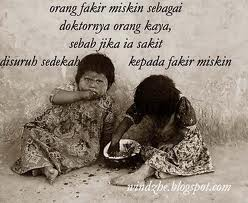 orang fakir miskin sebagai
doktornya orang kaya,
sebab jika ia sakit
disuruh sedekah kepada fakir miskin
windzhe.blogspot.com